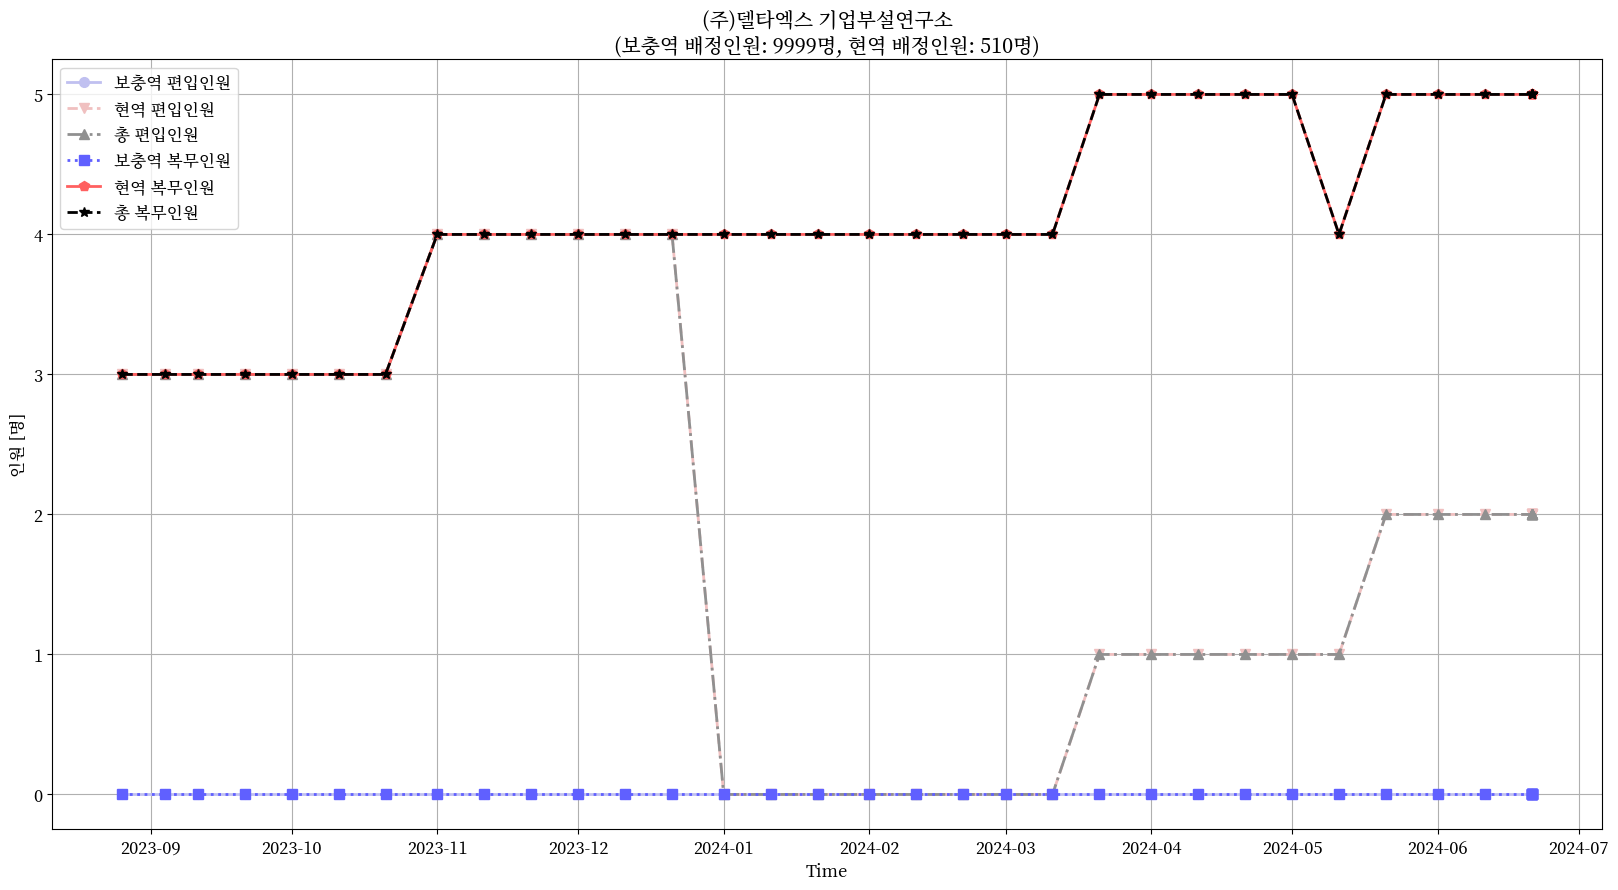 (주)델타엑스 기업부설연구소
(보충역 배정인원: 9999명, 현역 배정인원: 510명)
보충역 편입인원
현역 편입인원
총 편입인원
보충역 복무인원
현역 복무인원
총 복무인원
인원 [명]
5
4
3
2
1
0
2023-09
2023-10
2023-11
2023-12
2024-01
2024-02
2024-03
2024-04
2024-05
2024-06
2024-07
Time